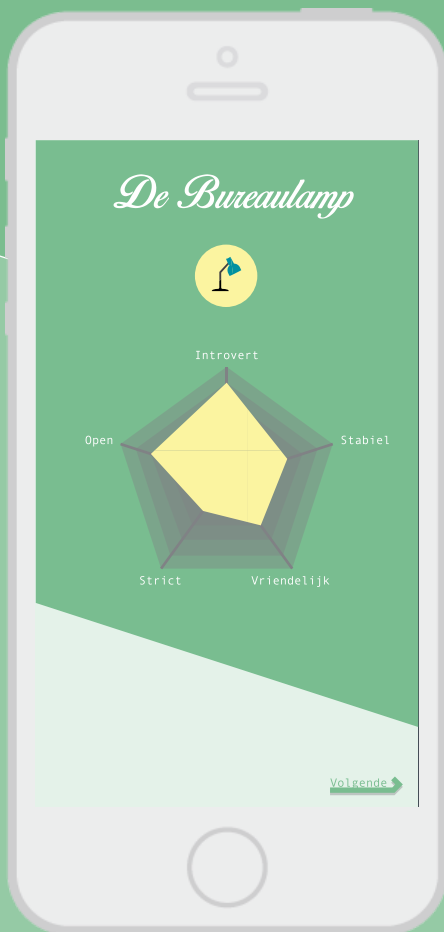 De Bureaulamp
Introvert
Open
Stabiel
Strict
Vriendelijk
Volgende